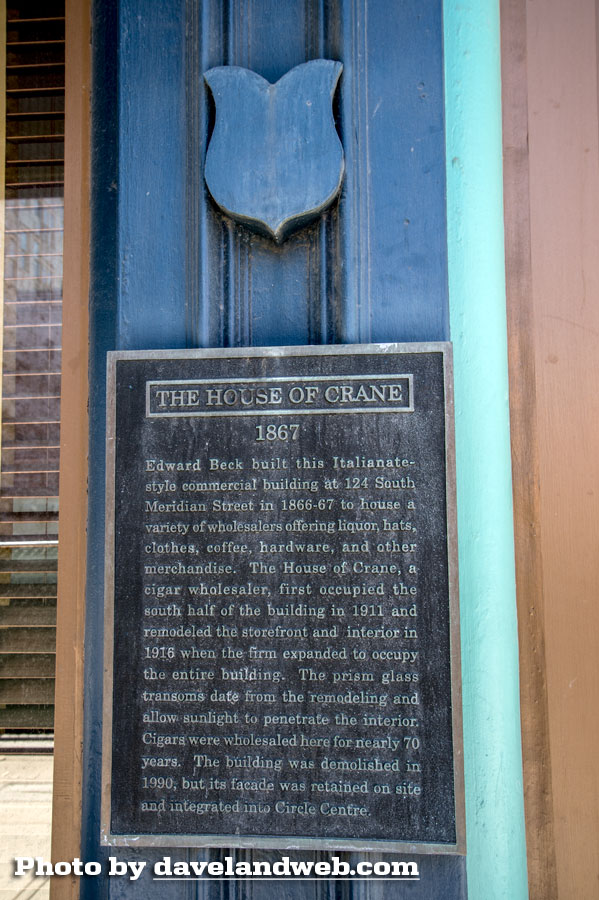 THE HOUSE OF CRANE
1867
Edward Beck built this Italianate-
style commercial building at 124 South
Meridian Street in 1866-67 to house a
variety of wholesalers offering liquor, hats,
clothes, coffee, hardware, and other
merchandise. The House of Crane, a
cigar wholesaler, first occupied the
south half of the building in 1911 and
remodeled the storefront and interior in
1916 when the firm expanded to occupy
the entire building. The prism glass
transoms date from the remodeling and
allow sunlight to penetrate the interior.
Cigars were wholesaled here for nearly 70
years. The building was demolished in
1990, but its facade was retained on site
and integrated into Circle Centre.
Photo by davelandweb.com